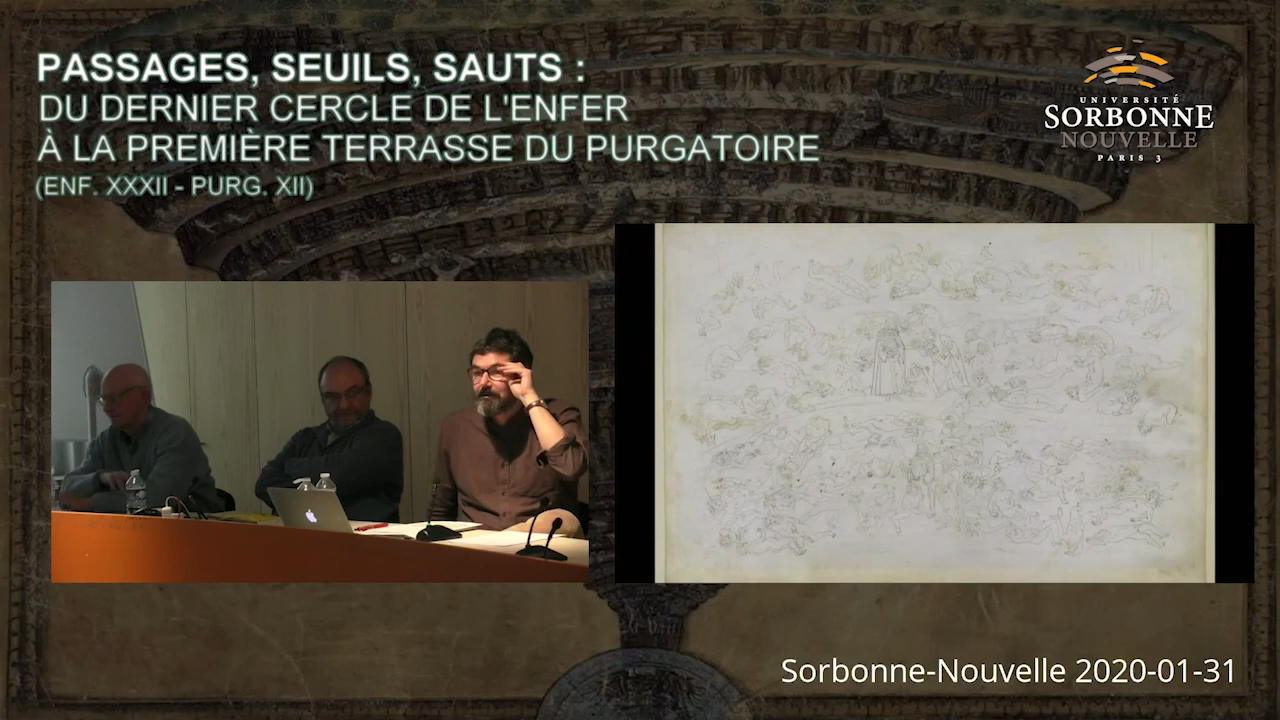 PASSAGES, SEUILS, SAUTS :
DU DERNIER CERCLE DE L'ENFER
À LA PREMIÈRE TERRASSE DU PURGATOIRE
(ENF. XXXII - PURG. XII)
UNIVERSITÉ
SORBONNE
NOUVELLE
PARIS 3
Sorbonne-Nouvelle 2020-01-31